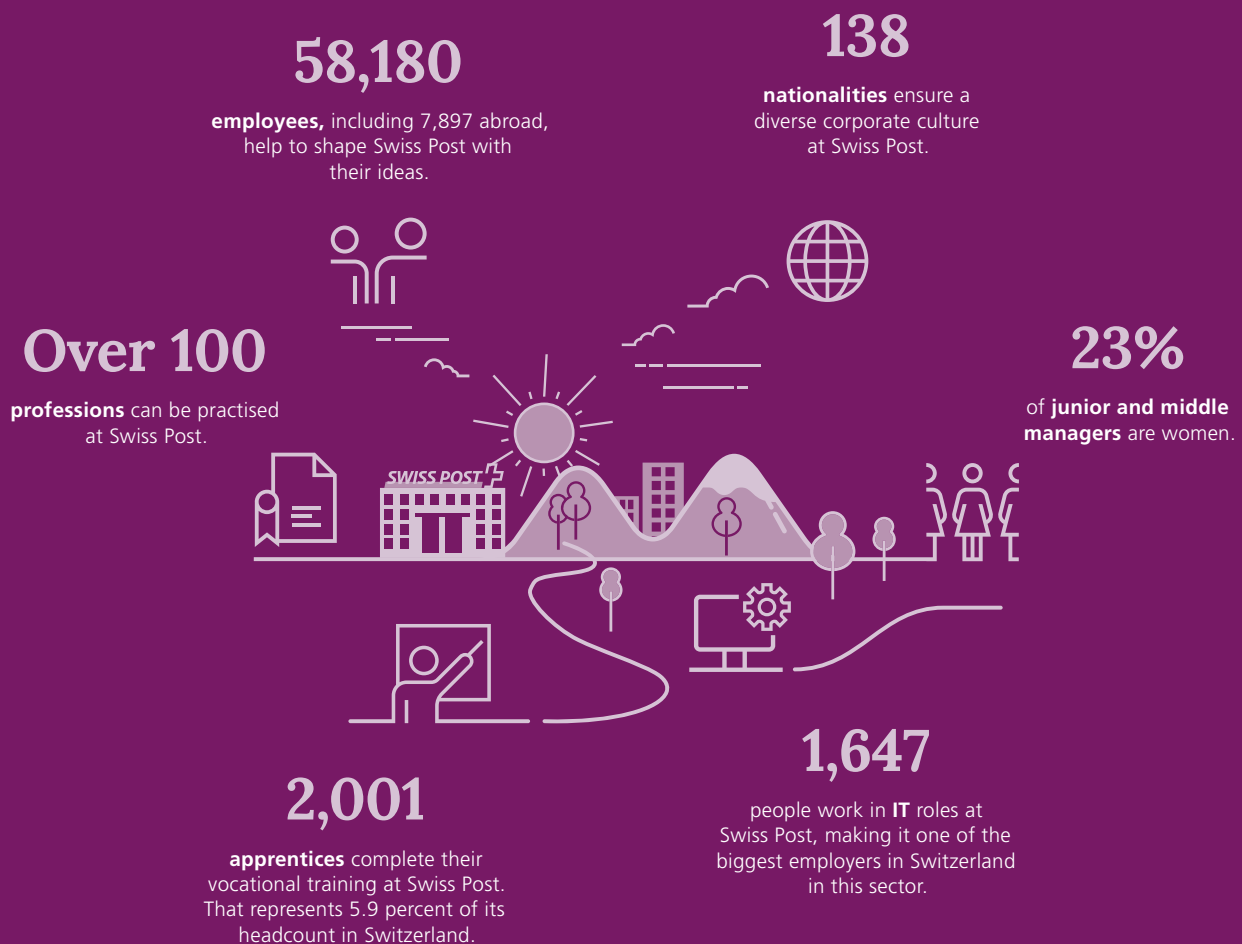 58,180
employees, including 7,897 abroad,
help to shape Swiss Post with
their ideas.
138
nationalities ensure a
diverse corporate culture
at Swiss Post.
Over 100
professions can be practised
at Swiss Post.
23%
of junior and middle
managers are women.
SWISS POST
2,001
apprentices complete their
vocational training at Swiss Post.
That represents 5.9 percent of its
headcount in Switzerland.
1,647
people work in IT roles at
Swiss Post, making it one of the
biggest employers in Switzerland
in this sector.